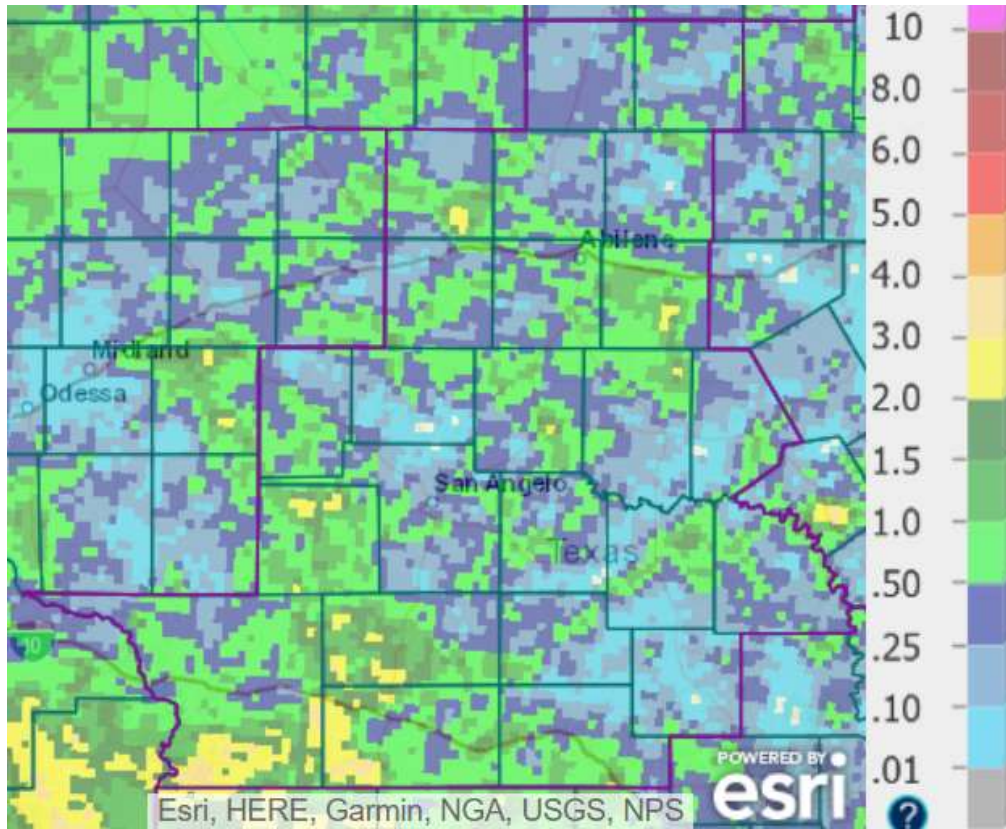 10
8.0
6.0
5.0
4.0
3.0
2.0
1.5
1.0
.50
.25
.10
.01
?
Abilene
Midland
Odessa
San Angelo
Texas
10
POWERED BY
esri
Esri, HERE, Garmin, NGA, USGS, NPS